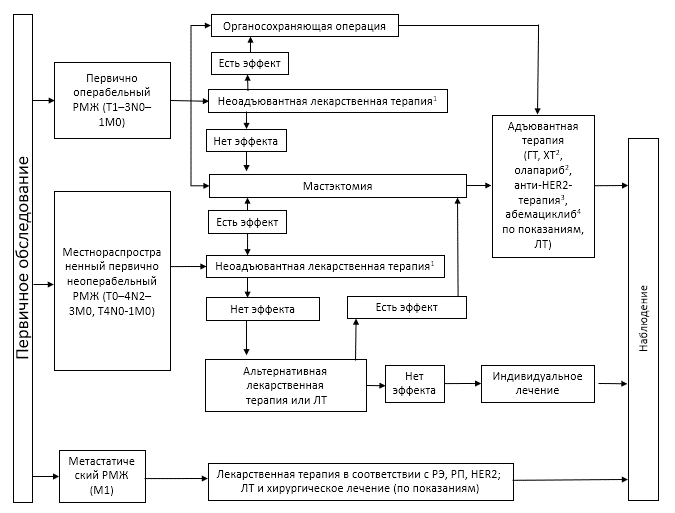 Первичное обследование
Первично
операбельный
РМЖ (T1–3N0–
1M0)
Органосохраняющая операция
Есть эффект
Неоадъювантная лекарственная терапия¹
Нет эффекта
Мастэктомия
Адъювантная
терапия
(ГТ, ХТ²,
олапариб²,
анти-HER2-
терапия³,
абемациклиб⁴
по показаниям,
ЛТ)
Наблюдение
Местнораспростра
ненный первично
неоперабельный
РМЖ (T0–4N2–
3M0, T4N0-1M0)
Есть эффект
Неоадъювантная лекарственная терапия¹
Нет эффекта
Есть эффект
Альтернативная
лекарственная
терапия или ЛТ
Нет
эффекта
Индивидуальное
лечение
Метастатиче
ский РМЖ
(M1)
Лекарственная терапия в соответствии с РЭ, РП, HER2;
ЛТ и хирургическое лечение (по показаниям)